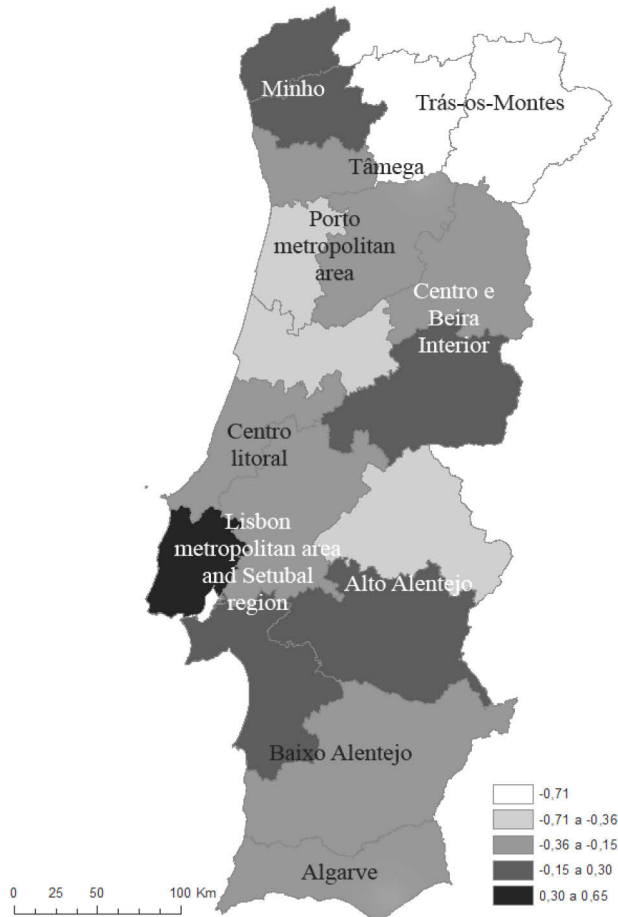 Minho
Trás-os-Montes
Tâmega
Porto
metropolitan
area
Centro e
Beira
Interior
Centro
litoral
Lisbon
metropolitan area
and Setubal
region
Alto Alentejo
Baixo Alentejo
Algarve
-0,71
-0,71 a -0,36
-0,36 a -0,15
-0,15 a 0,30
0,30 a 0,65
0 25 50 100 Km